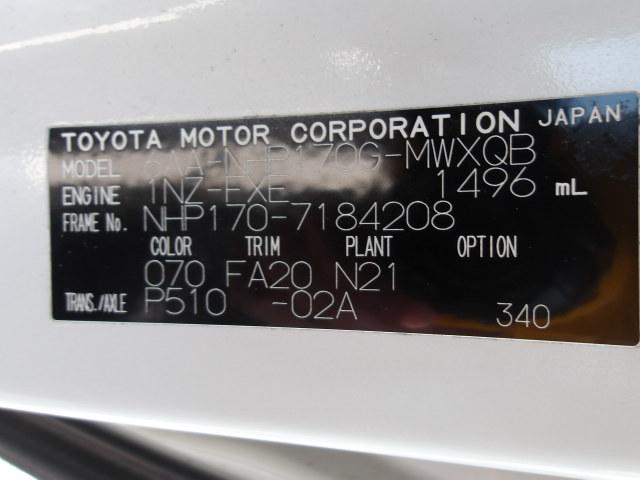 TOYOTA MOTOR CORPORATION JAPAN
MODEL 6AA-NHP170G-MWXQB
ENGINE 1NZ-FXE 1496 mL
FRAME No. NHP170-7184208
COLOR TRIM PLANT OPTION
070 FA20 N21
TRANS./AXLE P510 -02A 340